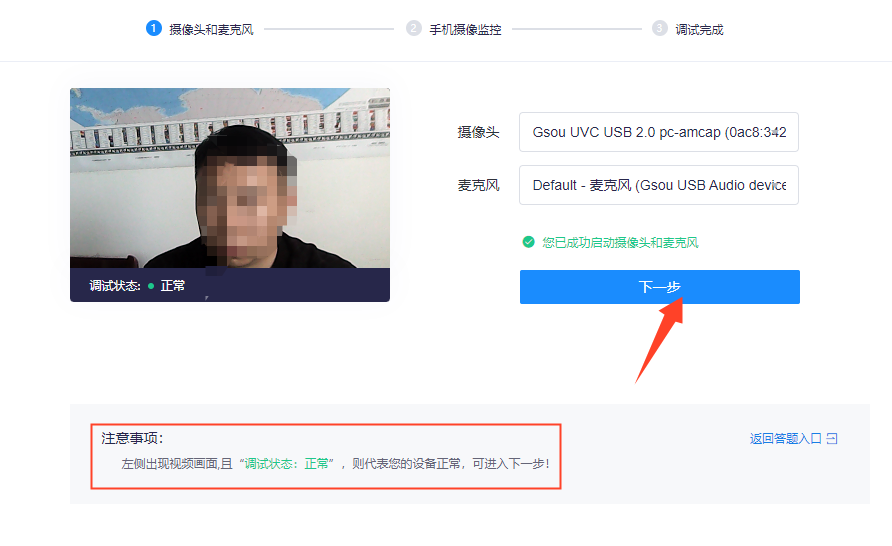 1 摄像头和麦克风
2 手机摄像监控
3 调试完成
摄像头 Gsou UVC USB 2.0 pc-amcap (0ac8:342
麦克风 Default - 麦克风 (Gsou USB Audio device
您已成功启动摄像头和麦克风
调试状态: 正常
下一步
注意事项:
返回答题入口
左侧出现视频画面,且“调试状态：正常”，则代表您的设备正常，可进入下一步！